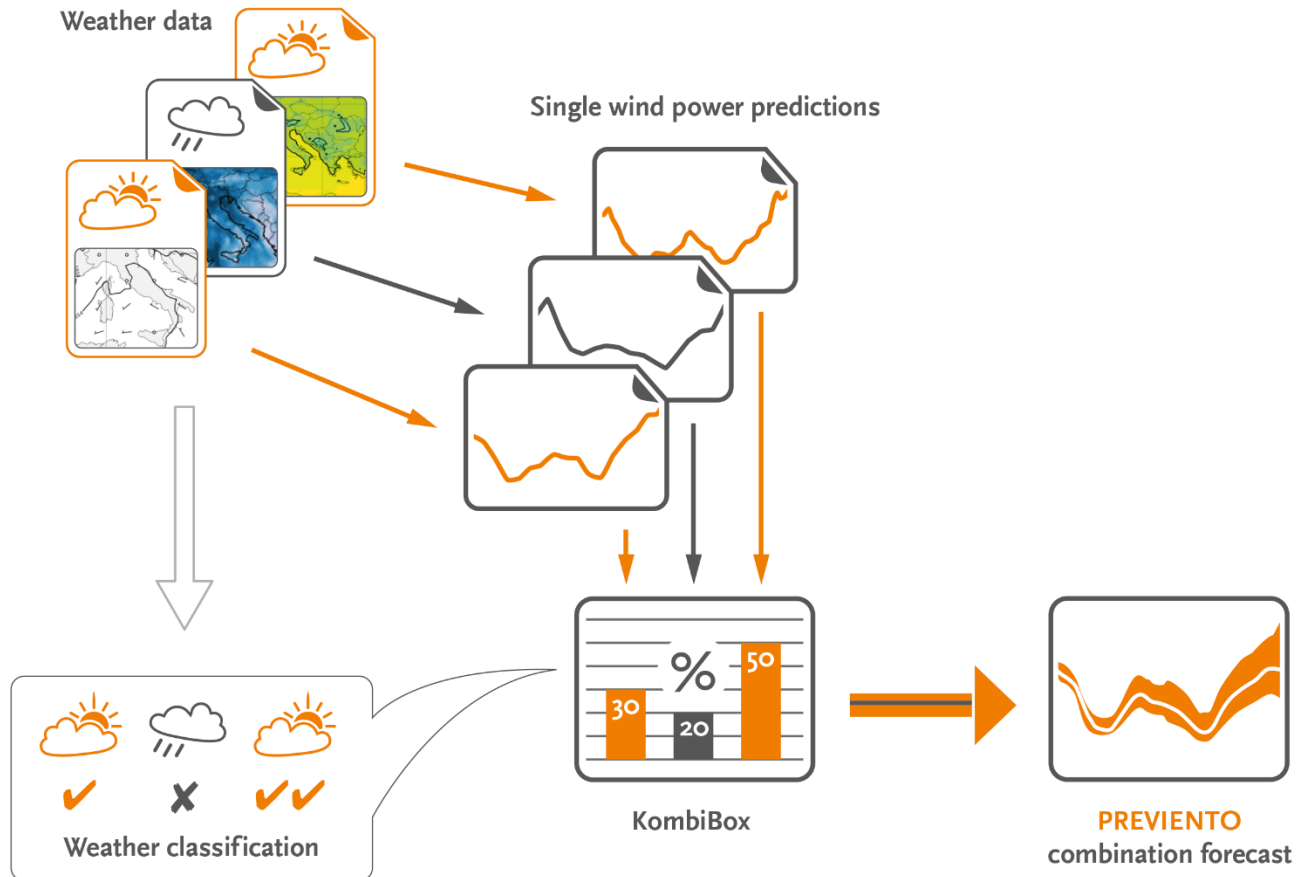 Weather data
Single wind power predictions
%
30
20
50
Weather classification
KombiBox
PREVIENTO
combination forecast